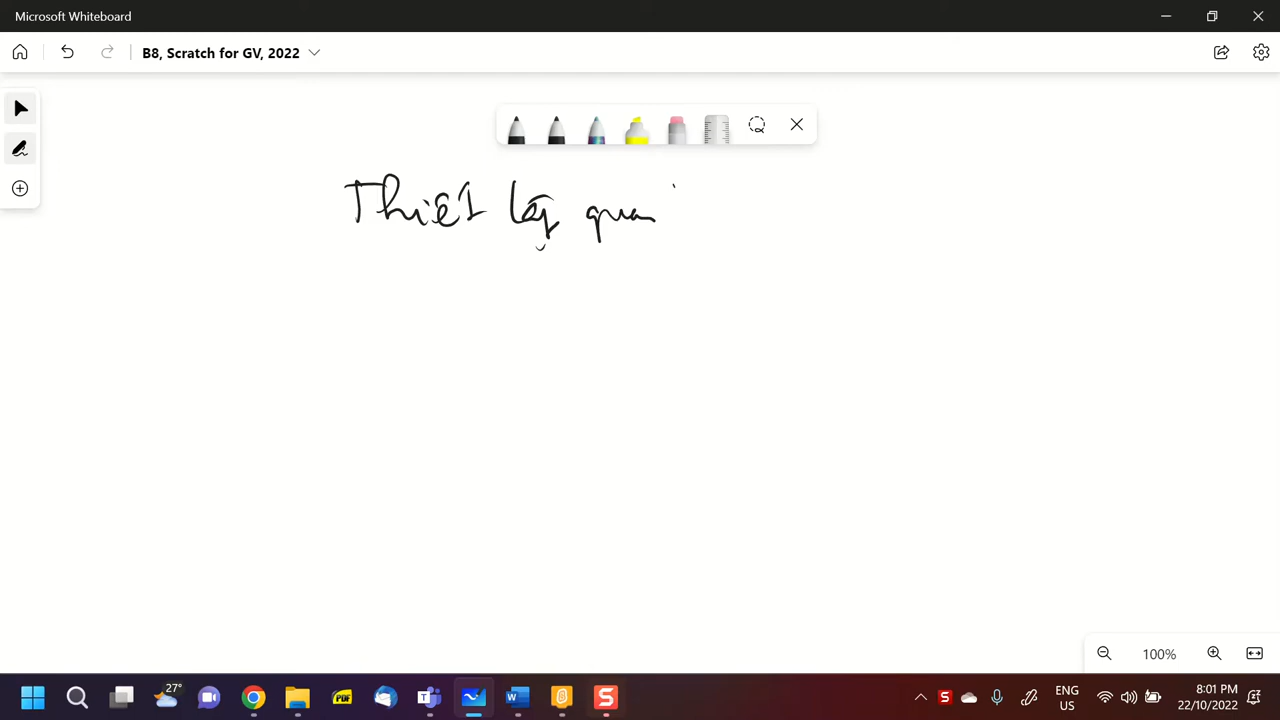 Microsoft Whiteboard
B8, Scratch for GV, 2022
Thiết lập quan
100%
27°
PDF
ENG
US
8:01 PM
22/10/2022